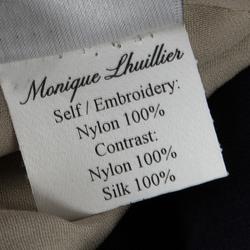 Monique Lhuillier
Self / Embroidery:
Nylon 100%
Contrast:
Nylon 100%
Silk 100%